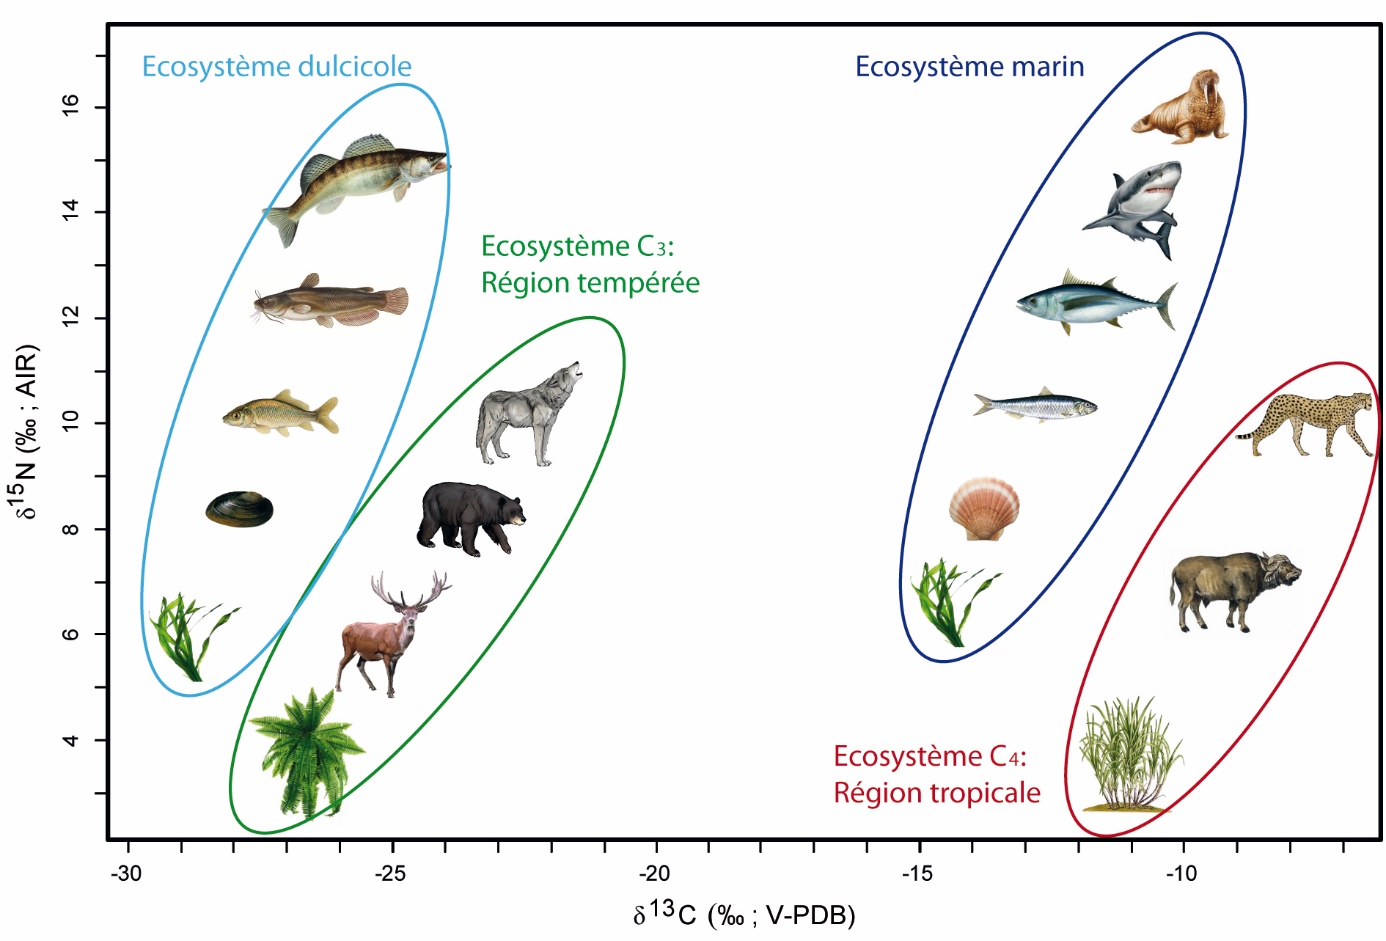 Ecosystème dulcicole
Ecosystème marin
Ecosystème C3:
Région tempérée
Ecosystème C4:
Région tropicale
δ15N (‰ ; AIR)
16
14
12
10
8
6
4
-30
-25
-20
-15
-10
δ13C (‰ ; V-PDB)